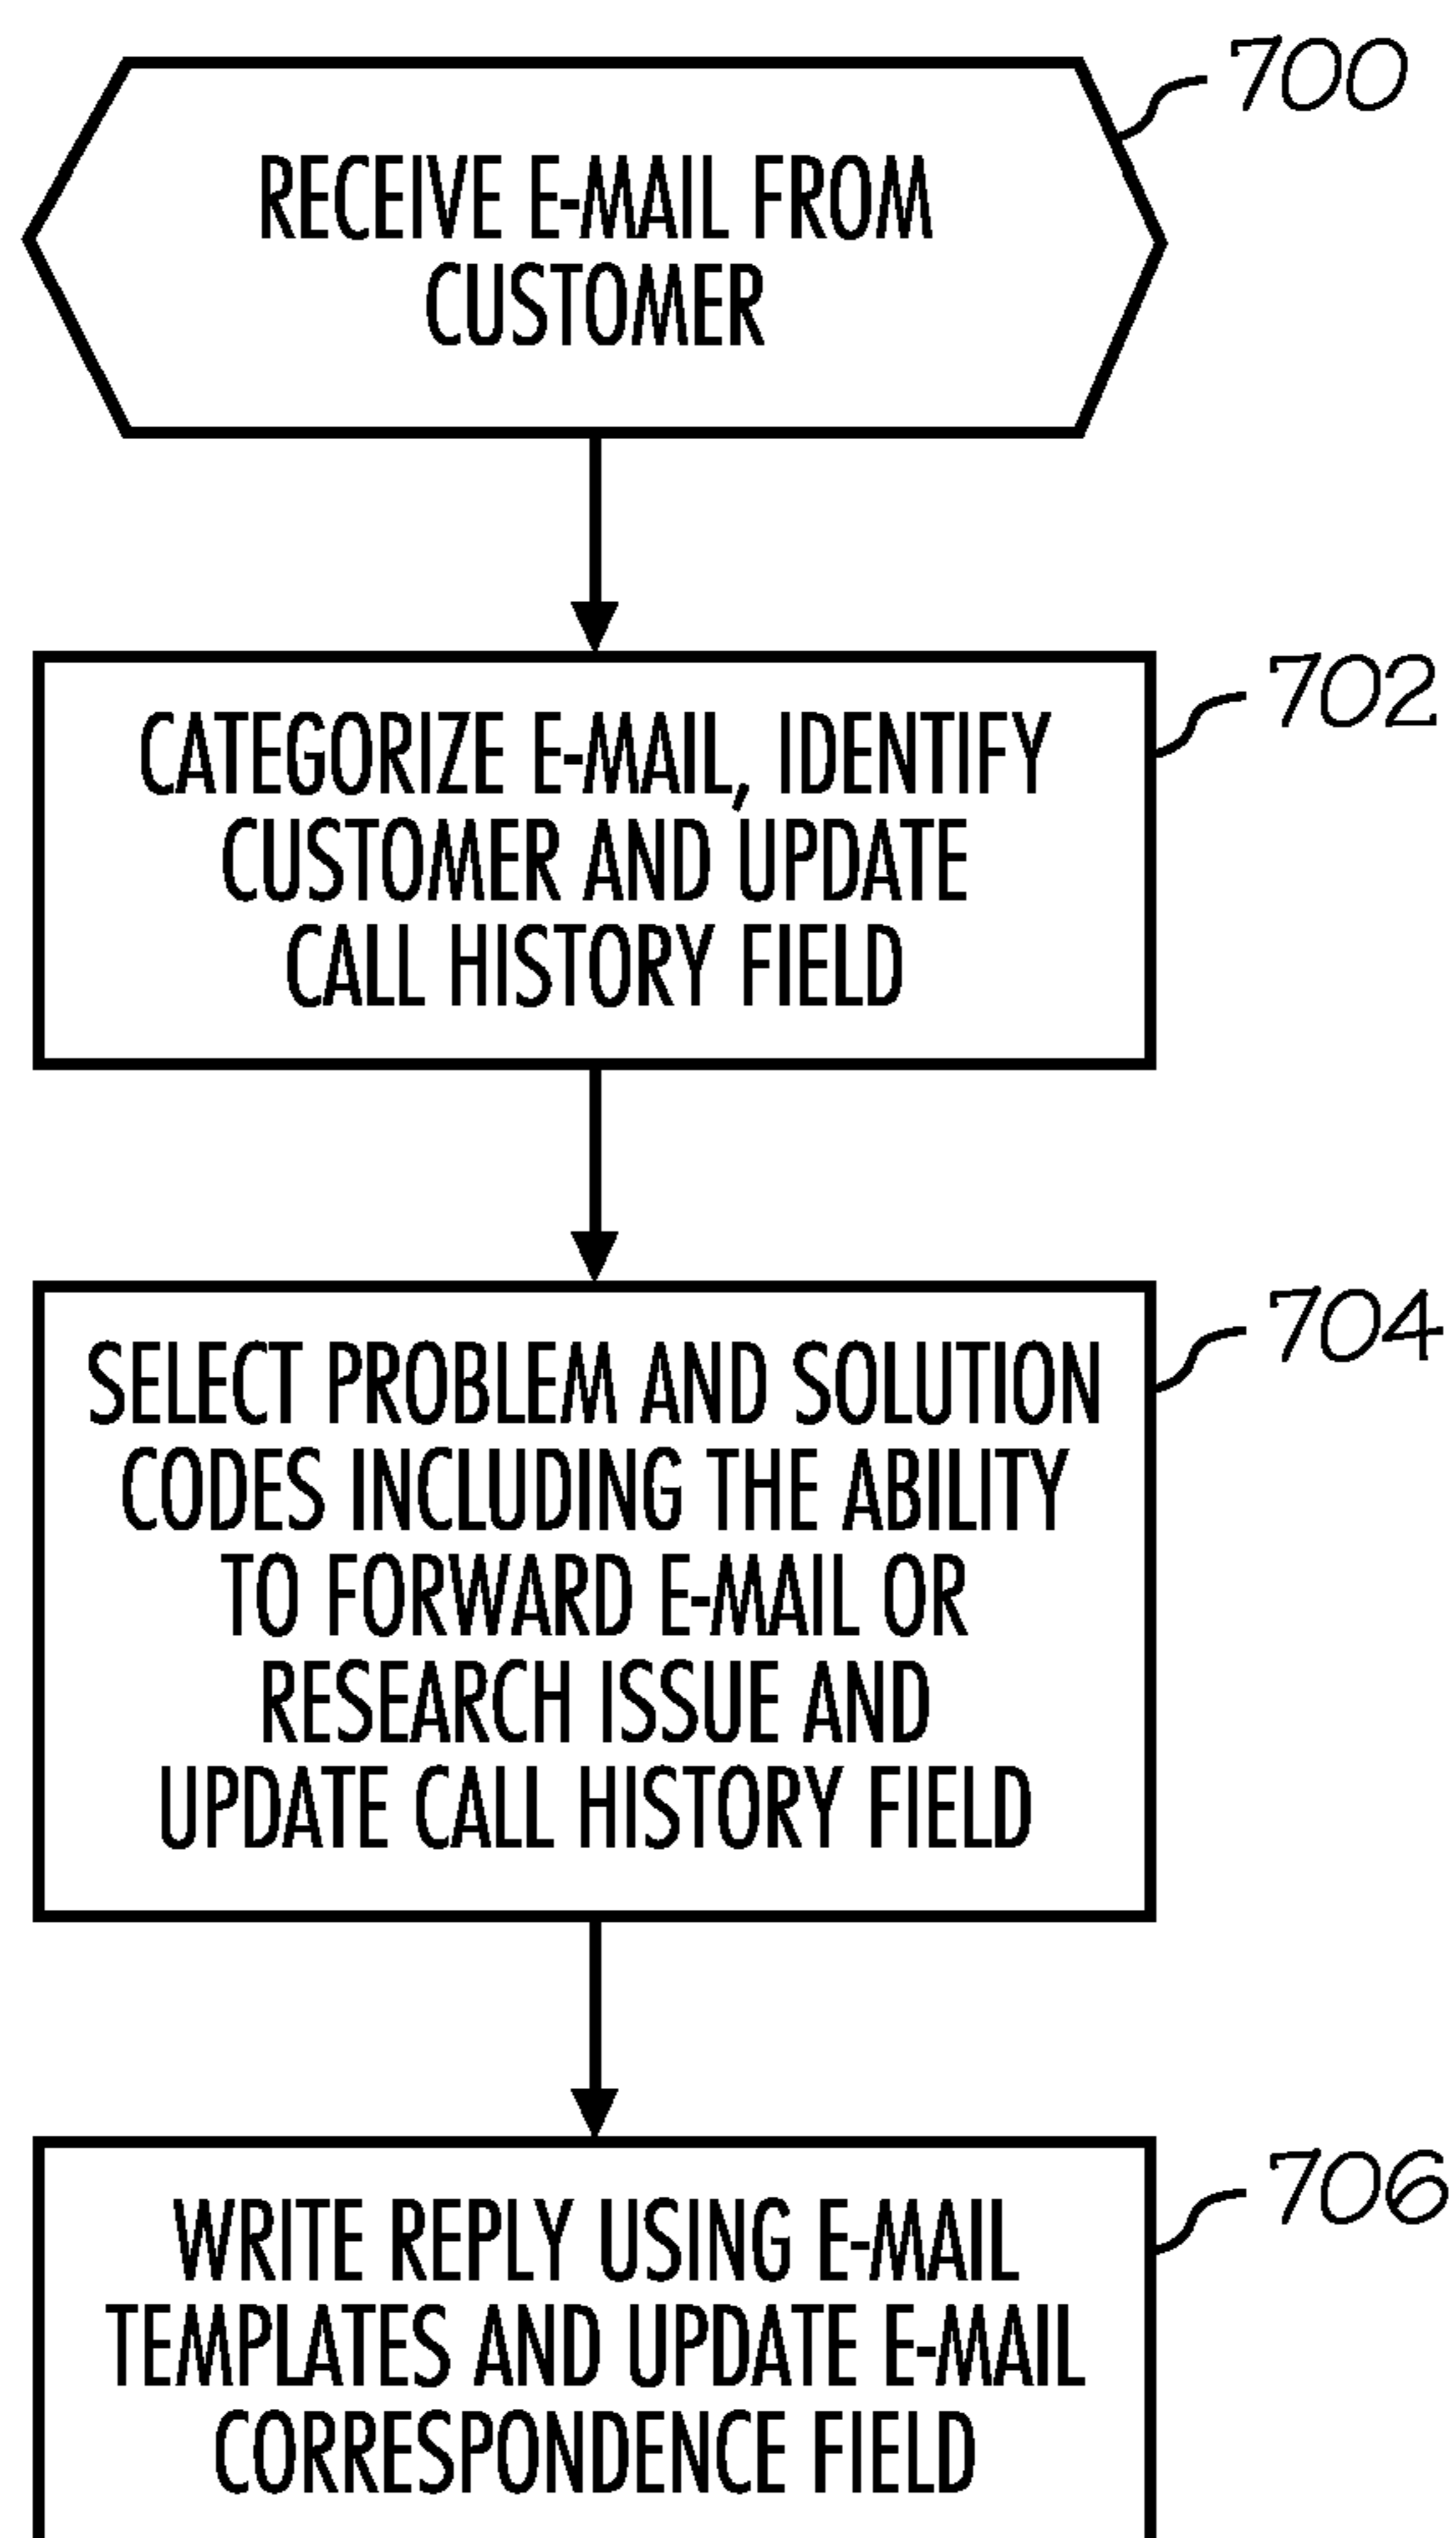 700
RECEIVE E-MAIL FROM
CUSTOMER
702
CATEGORIZE E-MAIL, IDENTIFY
CUSTOMER AND UPDATE
CALL HISTORY FIELD
704
SELECT PROBLEM AND SOLUTION
CODES INCLUDING THE ABILITY
TO FORWARD E-MAIL OR
RESEARCH ISSUE AND
UPDATE CALL HISTORY FIELD
706
WRITE REPLY USING E-MAIL
TEMPLATES AND UPDATE E-MAIL
CORRESPONDENCE FIELD